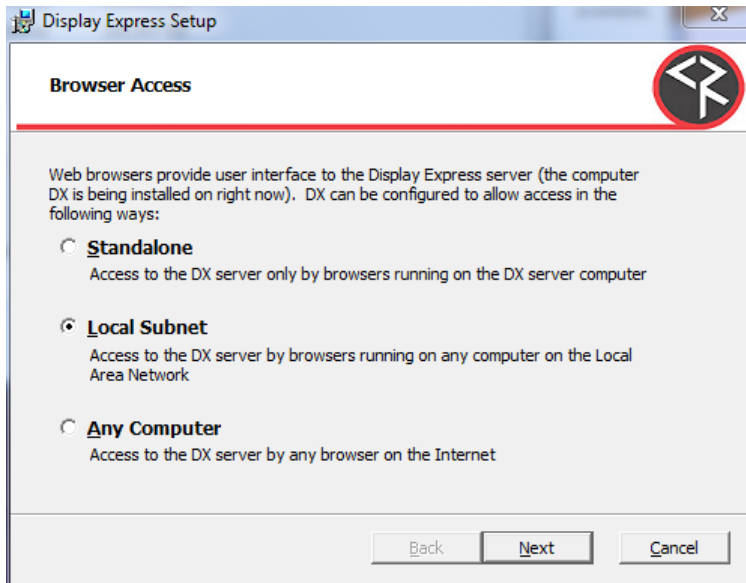 Display Express Setup
Browser Access
Web browsers provide user interface to the Display Express server (the computer
DX is being installed on right now).  DX can be configured to allow access in the
following ways:
Standalone
Access to the DX server only by browsers running on the DX server computer
Local Subnet
Access to the DX server by browsers running on any computer on the Local
Area Network
Any Computer
Access to the DX server by any browser on the Internet
Back Next Cancel